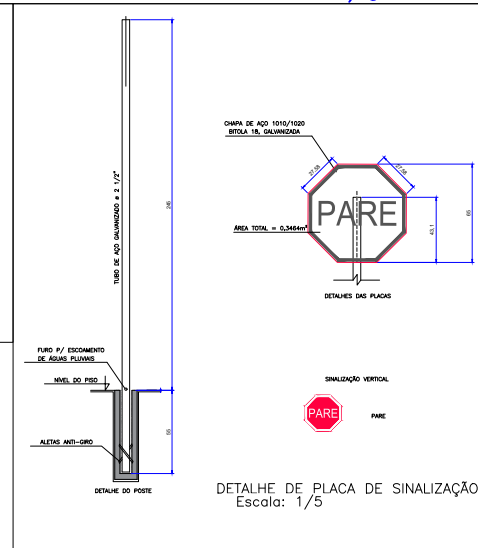 TUBO DE AÇO GALVANIZADO ø 2 1/2"
245
FURO P/ ESCOAMENTO
DE ÁGUAS PLUVIAIS
NÍVEL DO PISO
ALETAS ANTI-GIRO
55
DETALHE DO POSTE
CHAPA DE AÇO 1010/1020
BITOLA 18, GALVANIZADA
27,58
27,58
PARE
ÁREA TOTAL = 0,3464m²
43,1
65
DETALHES DAS PLACAS
SINALIZAÇÃO VERTICAL
PARE
PARE
DETALHE DE PLACA DE SINALIZAÇÃO
Escala: 1/5